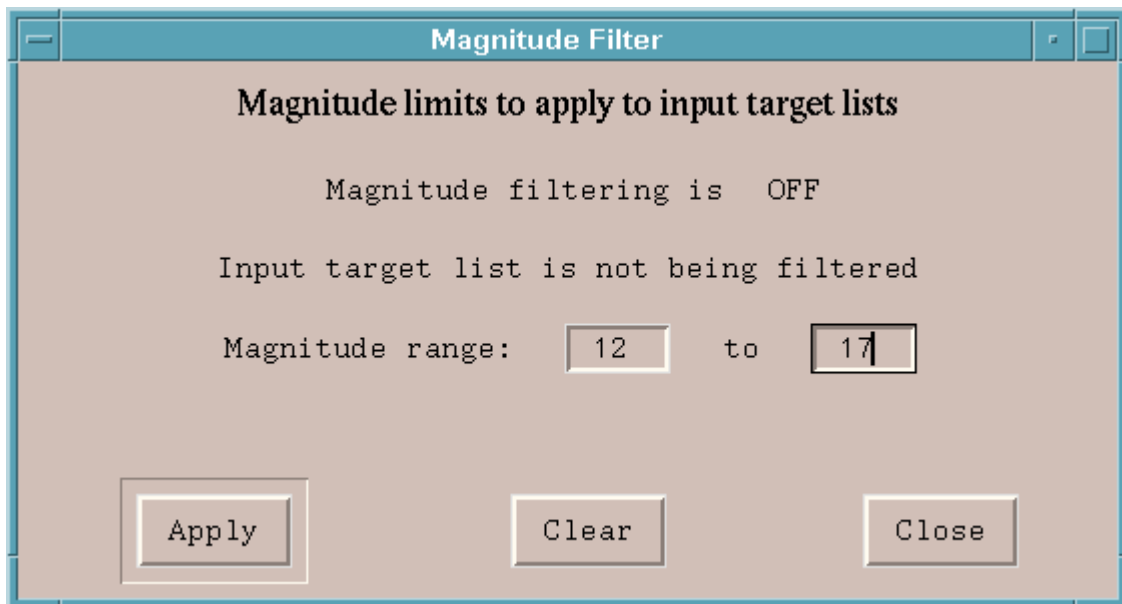 Magnitude Filter
Magnitude limits to apply to input target lists
Magnitude filtering is OFF
Input target list is not being filtered
Magnitude range: 12 to 17
Apply Clear Close